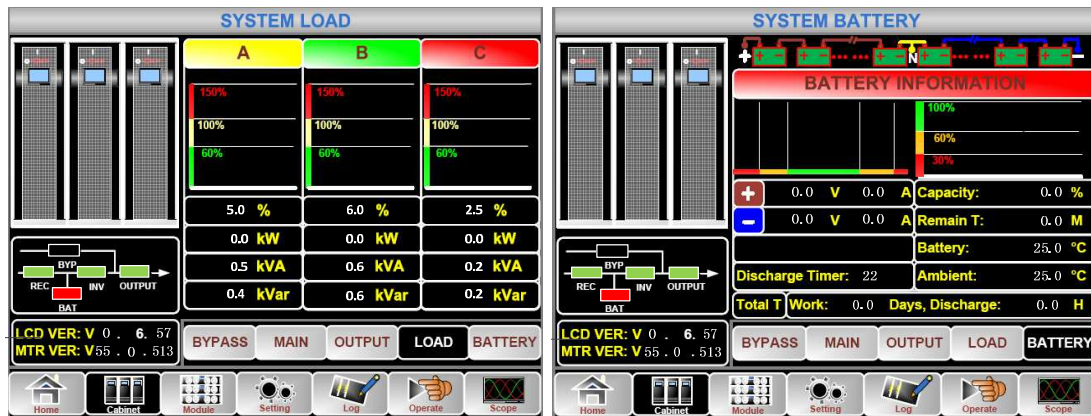 SYSTEM LOAD
A B C
150% 150% 150%
100% 100% 100%
60% 60% 60%
5.0 % 6.0 % 2.5 %
0.0 kW 0.0 kW 0.0 kW
0.5 kVA 0.6 kVA 0.2 kVA
0.4 kVar 0.6 kVar 0.2 kVar
BYP
REC INV OUTPUT
BAT
LCD VER: V 0 . 6. 57
MTR VER: V55 . 0 . 513
BYPASS MAIN OUTPUT LOAD BATTERY
Home Cabinet Module Setting Log Operate Scope
SYSTEM BATTERY
+ + - + - + - N + - + - + - -
BATTERY INFORMATION
100%
60%
30%
+ 0.0 V 0.0 A Capacity: 0.0 %
- 0.0 V 0.0 A Remain T: 0.0 M
Battery: 25.0 °C
Discharge Timer: 22 Ambient: 25.0 °C
Total T Work: 0.0 Days, Discharge: 0.0 H
BYP
REC INV OUTPUT
BAT
LCD VER: V 0 . 6. 57
MTR VER: V55 . 0 . 513
BYPASS MAIN OUTPUT LOAD BATTERY
Home Cabinet Module Setting Log Operate Scope